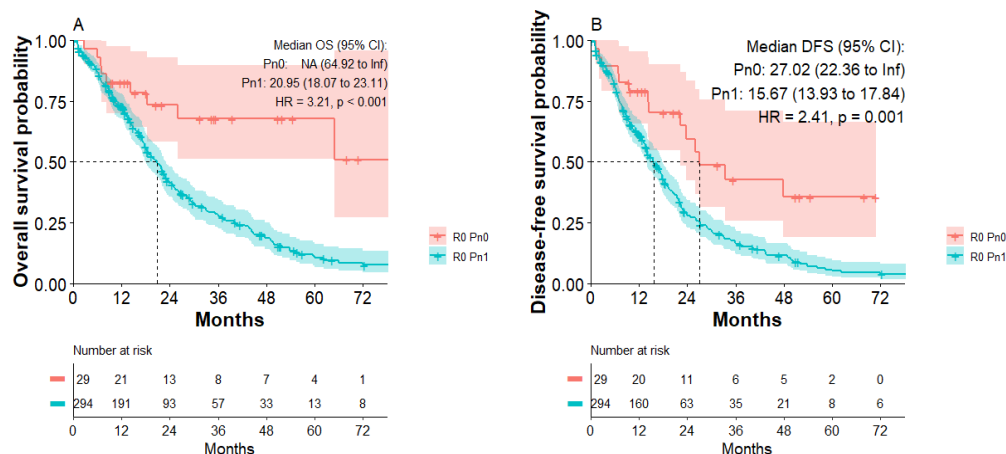 A
Overall survival probability
1.00
0.75
0.50
0.25
0.00
Median OS (95% CI):
Pn0: NA (64.92 to Inf)
Pn1: 20.95 (18.07 to 23.11)
HR = 3.21, p < 0.001
0 12 24 36 48 60 72
Months
R0 Pn0
R0 Pn1
Number at risk
29 21 13 8 7 4 1
294 191 93 57 33 13 8
0 12 24 36 48 60 72
Months
B
Disease-free survival probability
1.00
0.75
0.50
0.25
0.00
Median DFS (95% CI):
Pn0: 27.02 (22.36 to Inf)
Pn1: 15.67 (13.93 to 17.84)
HR = 2.41, p = 0.001
0 12 24 36 48 60 72
Months
R0 Pn0
R0 Pn1
Number at risk
29 20 11 6 5 2 0
294 160 63 35 21 8 6
0 12 24 36 48 60 72
Months